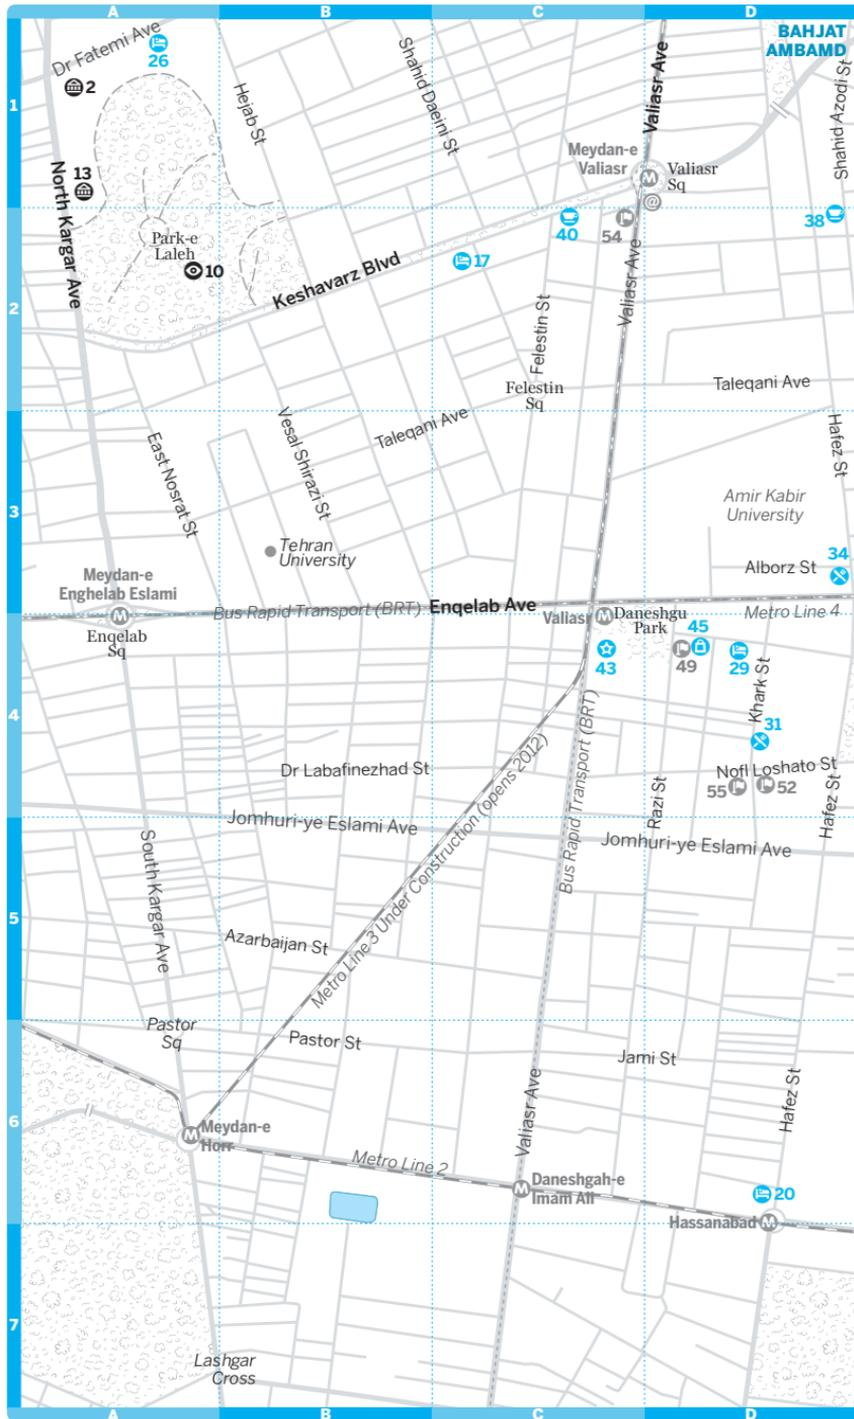 A B C D
BAHJAT
AMBAMD
Dr Fatemi Ave
26
2
1
Hejab St
Shahid Daeini St
Valiasr Ave
Shahid Azodi St
Meydan-e
Valiasr
M
Valiasr
Sq
@
13
North Kargar Ave
38
40
54
Park-e
Laleh
10
17
Keshavarz Blvd
2
Valiasr Ave
Felestin St
Felestin
Sq
Taleqani Ave
Taleqani Ave
Vesal Shirazi St
East Nosrat St
Hafez St
Amir Kabir
University
3
Tehran
University
34
Alborz St
Meydan-e
Enghelab Eslami
M
Enqelab
Sq
Bus Rapid Transport (BRT)
Enqelab Ave
Metro Line 4
Valiasr
M
Daneshgu
Park
45
43
49
29
Khark St
4
31
Nofl Loshato St
55
52
Dr Labafinezhad St
Metro Line 3 Under Construction (opens 2012)
Bus Rapid Transport (BRT)
Razi St
Hafez St
Jomhuri-ye Eslami Ave
Jomhuri-ye Eslami Ave
South Kargar Ave
5
Azarbaijan St
Pastor
Sq
Pastor St
Jami St
Valiasr Ave
Hafez St
6
M
Meydan-e
Horr
Metro Line 2
M
Daneshgah-e
Imam Ali
20
Hassanabad
M
7
Lashgar
Cross
A B C D